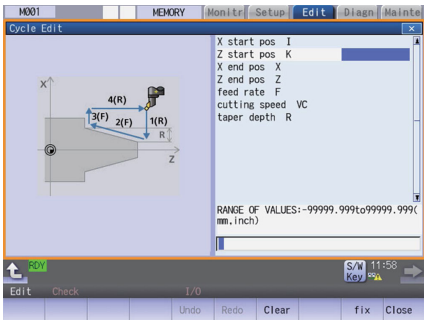 M001 MEMORY Monitr Setup Edit Diagn Mainte
Cycle Edit
X start pos I
Z start pos K
X end pos X
Z end pos Z
feed rate F
cutting speed VC
taper depth R
X
4(R)
3(F) 2(F) 1(R)
R
Z
RANGE OF VALUES:-99999.999to99999.999(
mm,inch)
RDY
S/W Key 11:58
Edit Check I/O
Undo Redo Clear fix Close